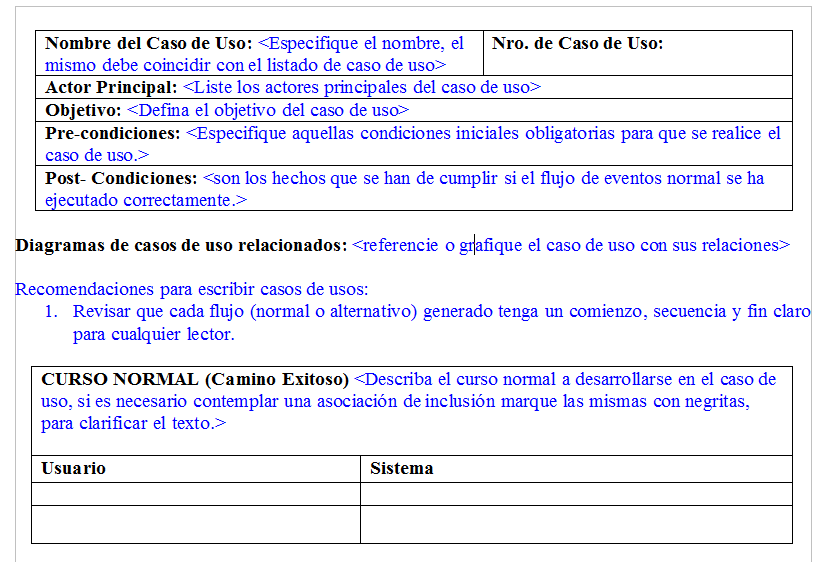 Nombre del Caso de Uso: <Especifique el nombre, el
mismo debe coincidir con el listado de caso de uso>
Nro. de Caso de Uso:
Actor Principal: <Liste los actores principales del caso de uso>
Objetivo: <Defina el objetivo del caso de uso>
Pre-condiciones: <Especifique aquellas condiciones iniciales obligatorias para que se realice el
caso de uso.>
Post- Condiciones: <son los hechos que se han de cumplir si el flujo de eventos normal se ha
ejecutado correctamente.>
Diagramas de casos de uso relacionados: <referencie o grafique el caso de uso con sus relaciones>
Recomendaciones para escribir casos de usos:
1. Revisar que cada flujo (normal o alternativo) generado tenga un comienzo, secuencia y fin claro
para cualquier lector.
CURSO NORMAL (Camino Exitoso) <Describa el curso normal a desarrollarse en el caso de
uso, si es necesario contemplar una asociación de inclusión marque las mismas con negritas,
para clarificar el texto.>
Usuario
Sistema